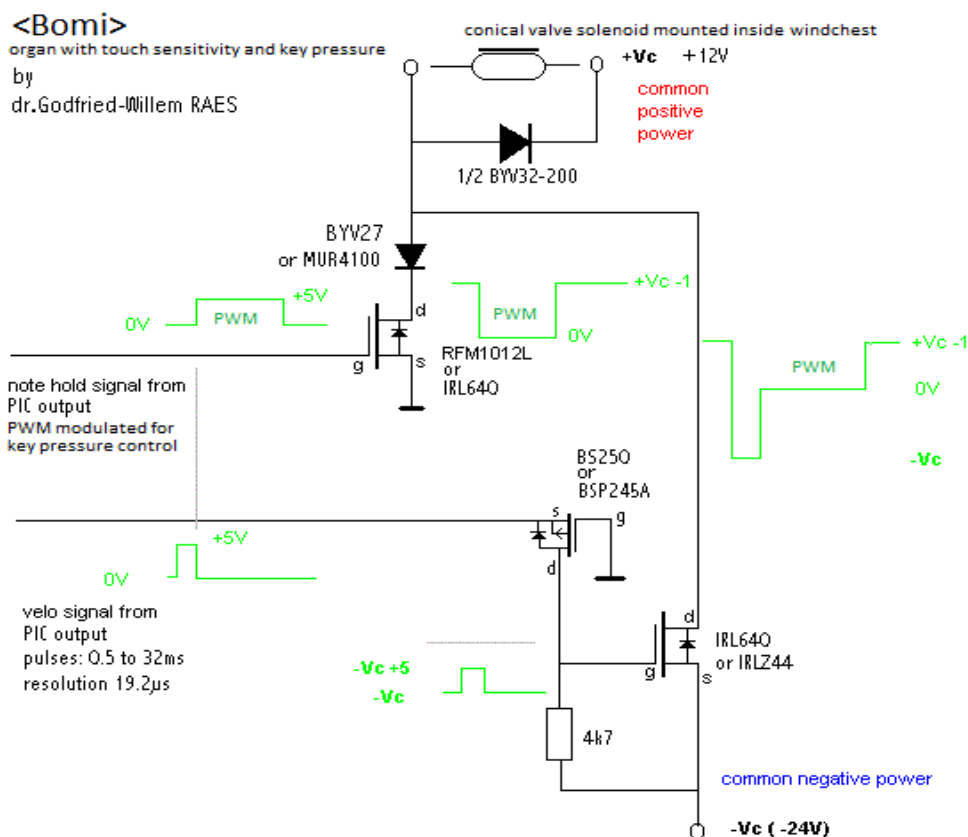 <Bomi>
organ with touch sensitivity and key pressure
by
dr.Godfried-Willem RAES
conical valve solenoid mounted inside windchest
+Vc +12V
common
positive
power
1/2 BYV32-200
BYV27
or MUR4100
+5V
0V
PWM
d
g
s
RFM1012L
or
IRL640
+Vc -1
PWM
0V
+Vc -1
PWM
0V
-Vc
note hold signal from
PIC output
PWM modulated for
key pressure control
BS250
or
BSP245A
s
g
d
+5V
0V
velo signal from
PIC output
pulses: 0.5 to 32ms
resolution 19.2µs
-Vc +5
-Vc
d
g
s
IRL640
or IRLZ44
4k7
common negative power
-Vc ( -24V)